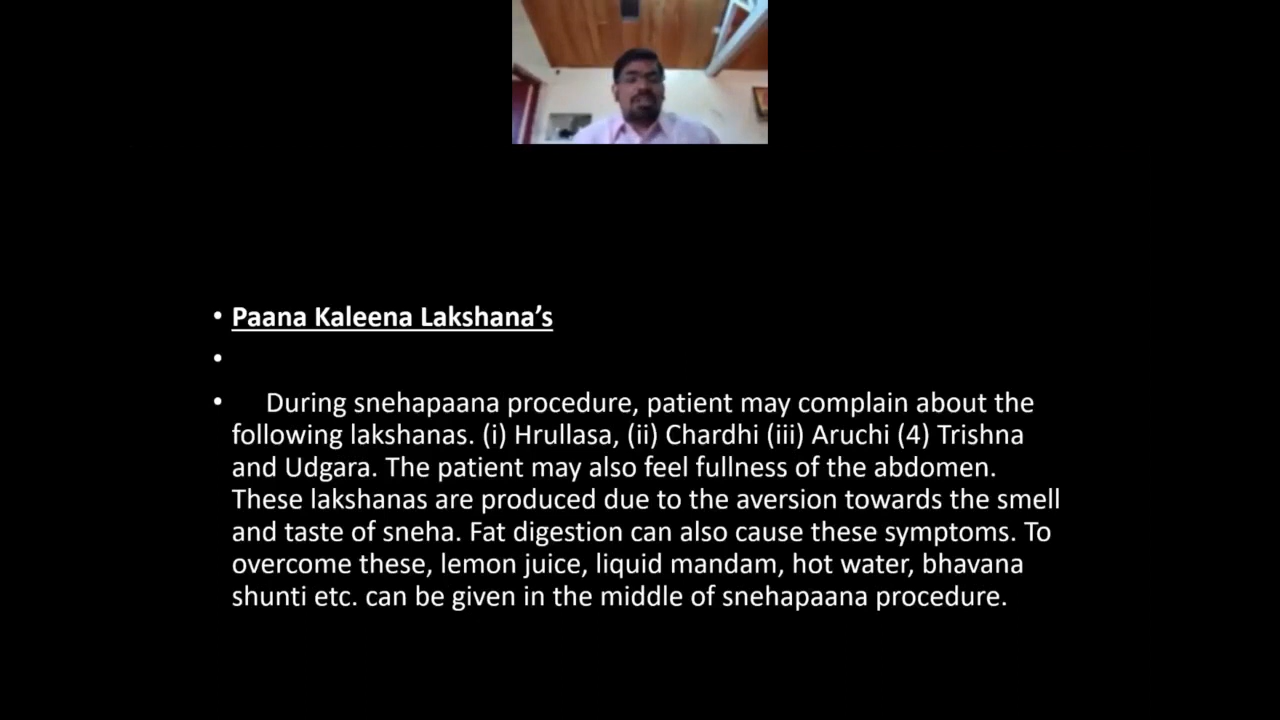 • Paana Kaleena Lakshana’s
•
• During snehapaana procedure, patient may complain about the
following lakshanas. (i) Hrullasa, (ii) Chardhi (iii) Aruchi (4) Trishna
and Udgara. The patient may also feel fullness of the abdomen.
These lakshanas are produced due to the aversion towards the smell
and taste of sneha. Fat digestion can also cause these symptoms. To
overcome these, lemon juice, liquid mandam, hot water, bhavana
shunti etc. can be given in the middle of snehapaana procedure.